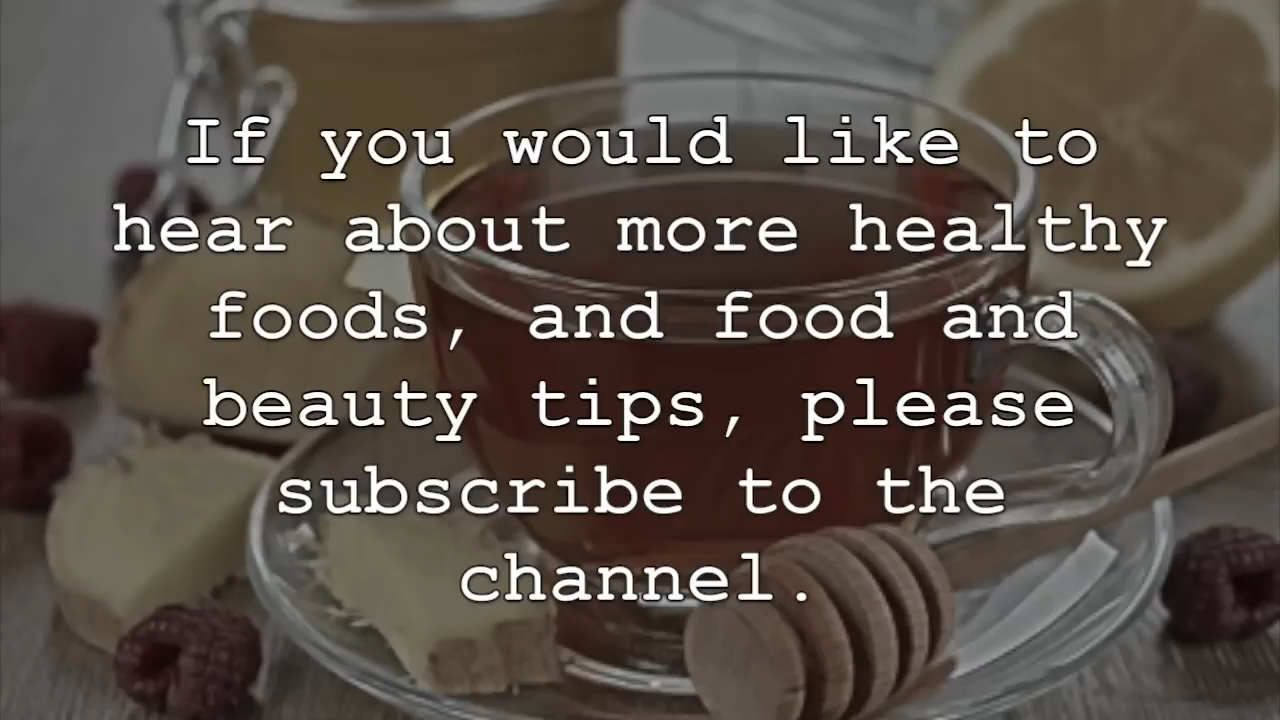 If you would like to
hear about more healthy
foods, and food and
beauty tips, please
subscribe to the
channel.